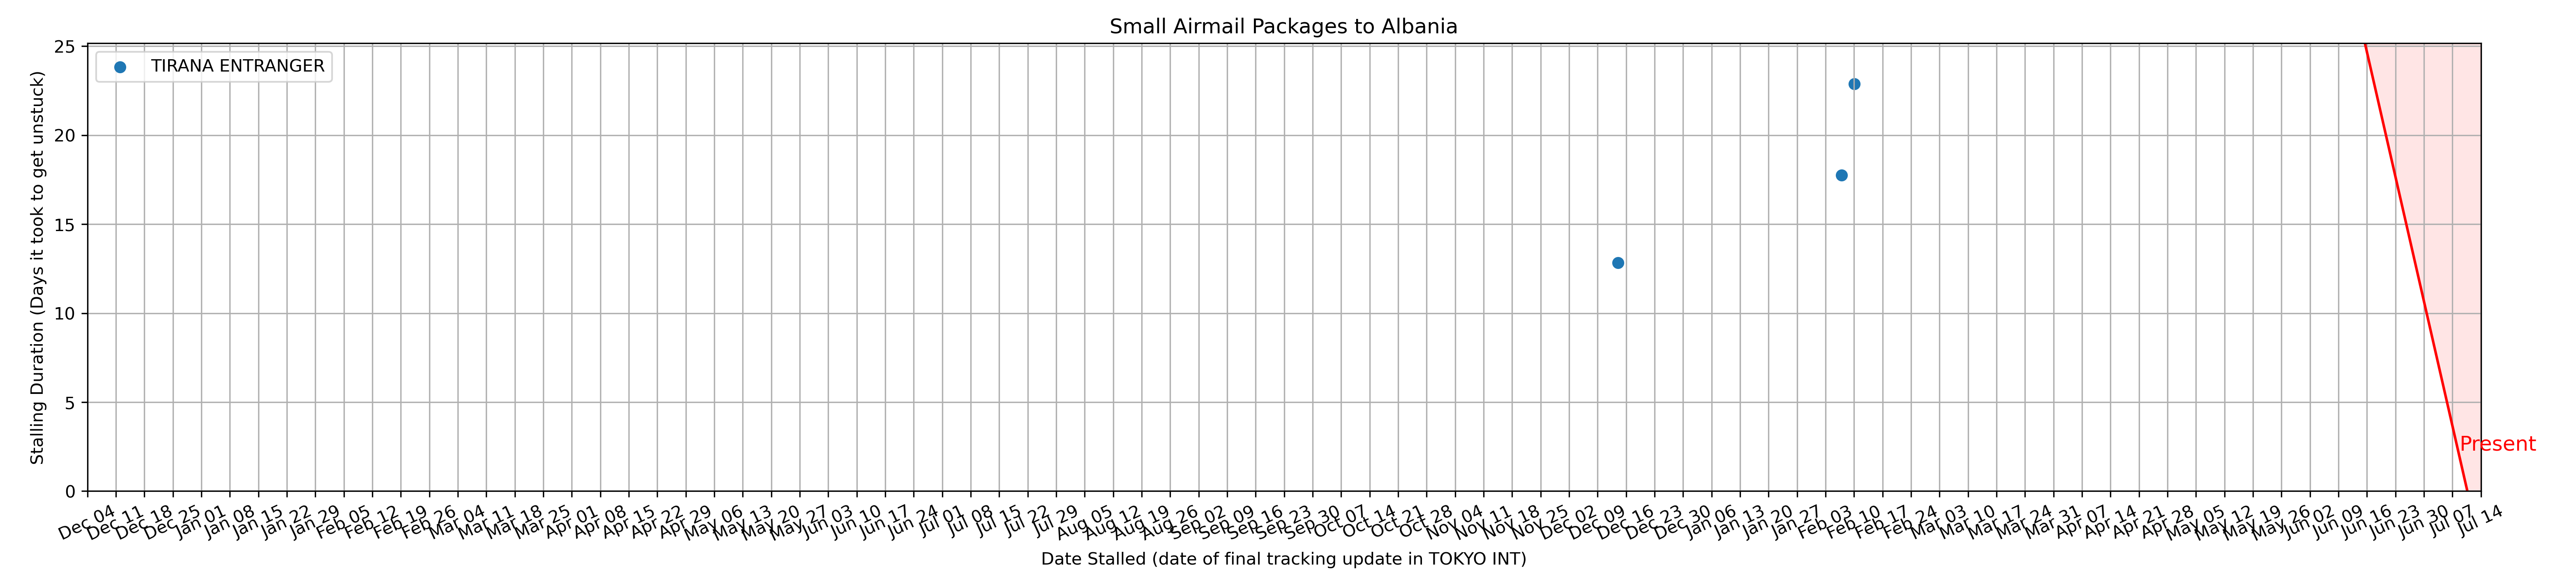 Small Airmail Packages to Albania
TIRANA ENTRANGER
Stalling Duration (Days it took to get unstuck)
25
20
15
10
5
0
Present
Dec 04
Dec 11
Dec 18
Dec 25
Jan 01
Jan 08
Jan 15
Jan 22
Jan 29
Feb 05
Feb 12
Feb 19
Feb 26
Mar 04
Mar 11
Mar 18
Mar 25
Apr 01
Apr 08
Apr 15
Apr 22
Apr 29
May 06
May 13
May 20
May 27
Jun 03
Jun 10
Jun 17
Jun 24
Jul 01
Jul 08
Jul 15
Jul 22
Jul 29
Aug 05
Aug 12
Aug 19
Aug 26
Sep 02
Sep 09
Sep 16
Sep 23
Sep 30
Oct 07
Oct 14
Oct 21
Oct 28
Nov 04
Nov 11
Nov 18
Nov 25
Dec 02
Dec 09
Dec 16
Dec 23
Dec 30
Jan 06
Jan 13
Jan 20
Jan 27
Feb 03
Feb 10
Feb 17
Feb 24
Mar 03
Mar 10
Mar 17
Mar 24
Mar 31
Apr 07
Apr 14
Apr 21
Apr 28
May 05
May 12
May 19
May 26
Jun 02
Jun 09
Jun 16
Jun 23
Jun 30
Jul 07
Jul 14
Date Stalled (date of final tracking update in TOKYO INT)